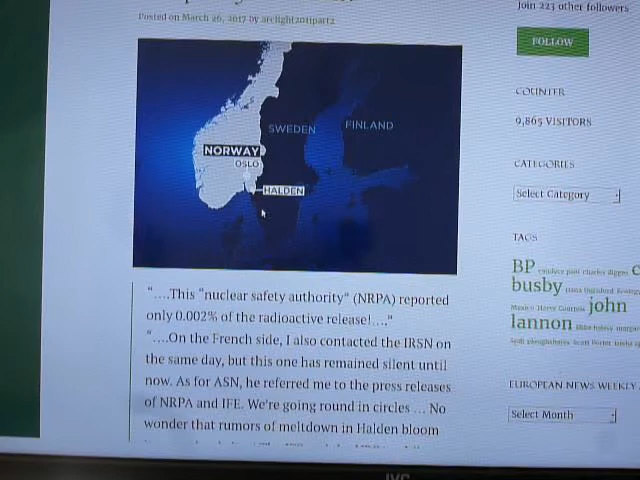 Posted on March 26, 2017 by arclight2011part2
NORWAY
OSLO
HALDEN
SWEDEN
FINLAND
"....This "nuclear safety authority" (NRPA) reported
only 0.002% of the radioactive release!...."
"....On the French side, I also contacted the IRSN on
the same day, but this one has remained silent until
now. As for ASN, he referred me to the press releases
of NRPA and IFE. We're going round in circles ... No
wonder that rumors of meltdown in Halden bloom
Join 223 other followers
FOLLOW
COUNTER
9,865 VISITORS
CATEGORIES
Select Category
TAGS
BP
busby
john
lannon
EUROPEAN NEWS WEEKLY
Select Month
JVC